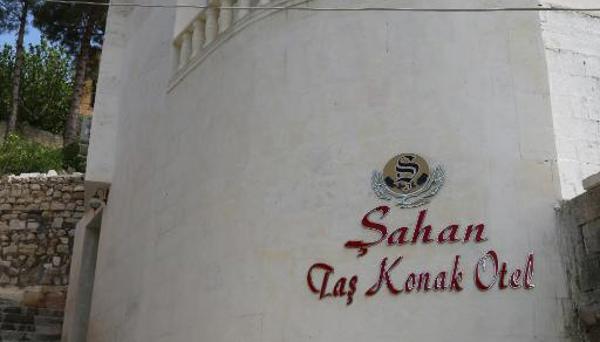 Ş
Şahan
Taş Konak Otel